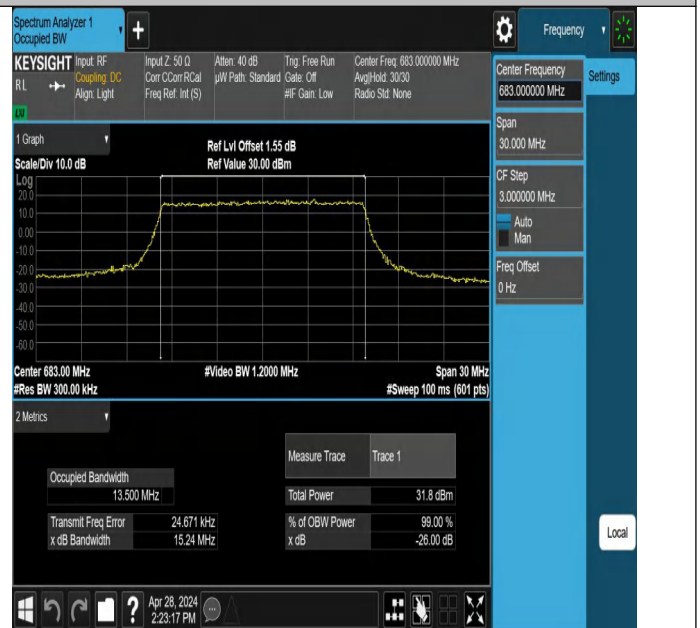 Spectrum Analyzer 1
Occupied BW
+
Frequency
KEYSIGHT
RL
Input: RF
Coupling: DC
Align: Light
Input Z: 50 Ω
Corr CCorr RCal
Freq Ref: Int (S)
Atten: 40 dB
µW Path: Standard
Trig: Free Run
Gate: Off
#IF Gain: Low
Center Freq: 683.000000 MHz
Avg|Hold: 30/30
Radio Std: None
Center Frequency
683.000000 MHz
Settings
Span
30.000 MHz
CF Step
3.000000 MHz
Auto
Man
Freq Offset
0 Hz
Local
1 Graph
Scale/Div 10.0 dB
Ref Lvl Offset 1.55 dB
Ref Value 30.00 dBm
Log
20.0
10.0
0.00
-10.0
-20.0
-30.0
-40.0
-50.0
-60.0
Center 683.00 MHz
#Video BW 1.2000 MHz
Span 30 MHz
#Res BW 300.00 kHz
#Sweep 100 ms (601 pts)
2 Metrics
Measure Trace
Trace 1
Occupied Bandwidth
13.500 MHz
Total Power
31.8 dBm
Transmit Freq Error
24.671 kHz
% of OBW Power
99.00 %
x dB Bandwidth
15.24 MHz
x dB
-26.00 dB
?
Apr 28, 2024
2:23:17 PM